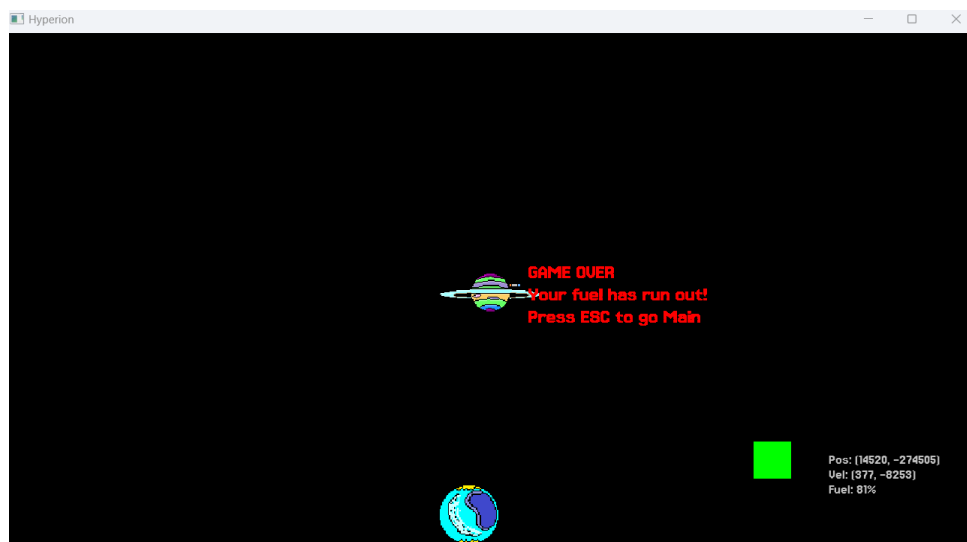 Hyperion
GAME OVER
Your fuel has run out!
Press ESC to go Main
Pos: (14520, -274505)
Vel: (377, -8253)
Fuel: 81%